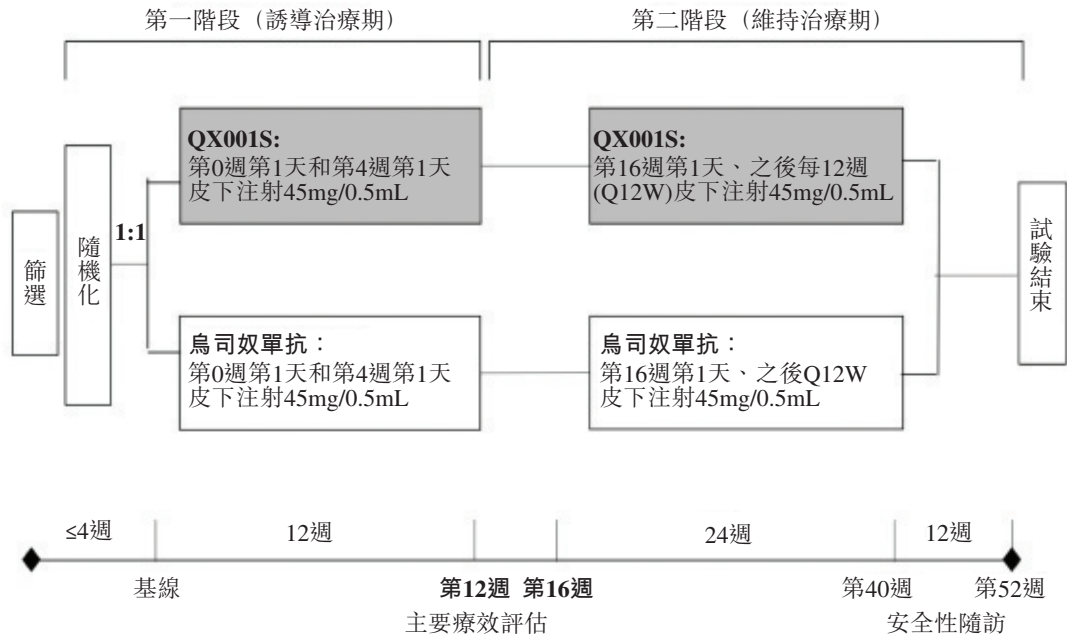 第一階段（誘導治療期）
第二階段（維持治療期）
篩選
隨機化
1:1
QX001S:
第0週第1天和第4週第1天
皮下注射45mg/0.5mL
QX001S:
第16週第1天、之後每12週
(Q12W)皮下注射45mg/0.5mL
烏司奴單抗：
第0週第1天和第4週第1天
皮下注射45mg/0.5mL
烏司奴單抗：
第16週第1天、之後Q12W
皮下注射45mg/0.5mL
試驗結束
≤4週
12週
24週
12週
基線
第12週
第16週
第40週
第52週
主要療效評估
安全性隨訪